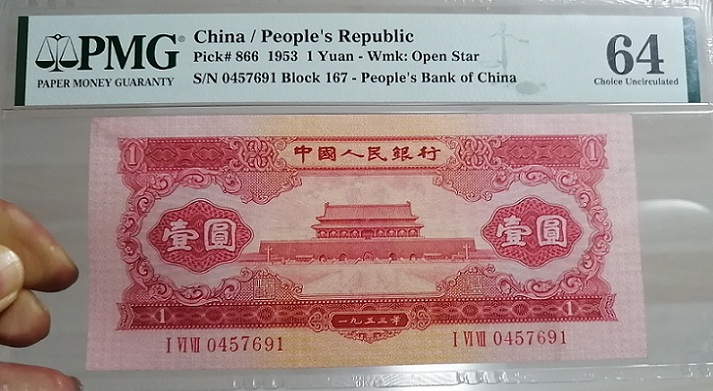 PMG
PAPER MONEY GUARANTY
China / People's Republic
Pick# 866 1953 1 Yuan - Wmk: Open Star
S/N 0457691 Block 167 - People's Bank of China
64
Choice Uncirculated
1 中國人民銀行 1
壹圓 壹圓
1 一九五三年 1
I VI VII 0457691 I VI VII 0457691